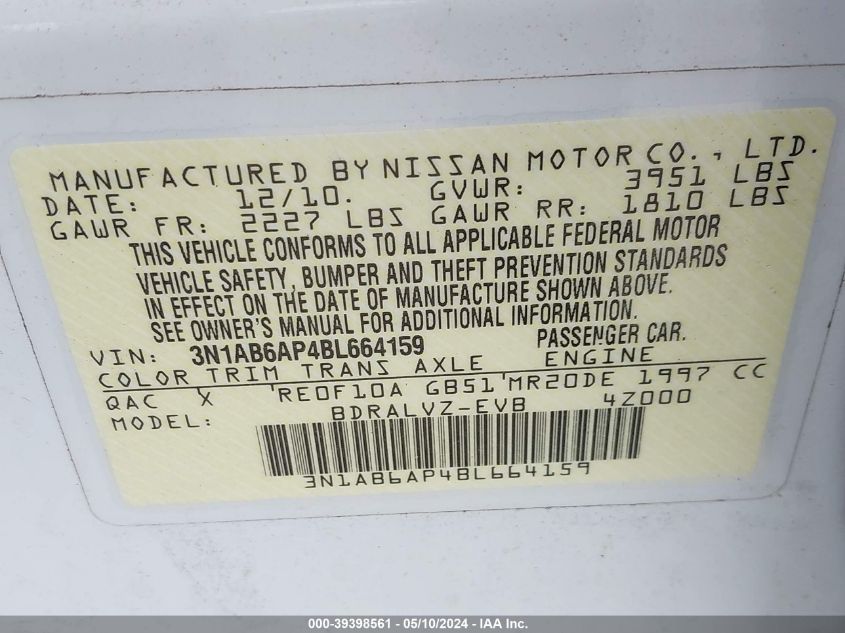 MANUFACTURED BY NISSAN MOTOR CO., LTD.
DATE: 12/10. GVWR: 3951 LBS
GAWR FR: 2227 LBS GAWR RR: 1810 LBS
THIS VEHICLE CONFORMS TO ALL APPLICABLE FEDERAL MOTOR
VEHICLE SAFETY, BUMPER AND THEFT PREVENTION STANDARDS
IN EFFECT ON THE DATE OF MANUFACTURE SHOWN ABOVE.
SEE OWNER'S MANUAL FOR ADDITIONAL INFORMATION.
VIN: 3N1AB6AP4BL664159 PASSENGER CAR.
COLOR TRIM TRANS AXLE ENGINE
QAC X RE0F10A GB51 MR20DE 1997 CC
MODEL: BDRALVZ-EVB 4Z000
3N1AB6AP4BL664159
000-39398561 - 05/10/2024 - IAA Inc.